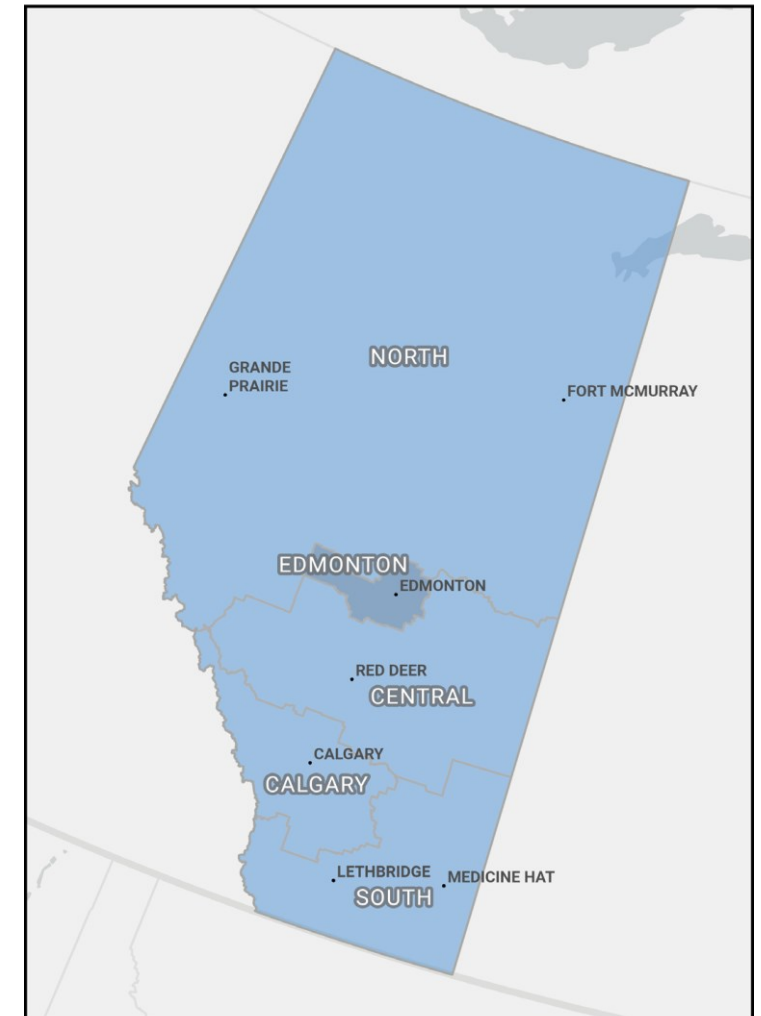 NORTH
GRANDE
PRAIRIE
FORT MCMURRAY
EDMONTON
EDMONTON
RED DEER
CENTRAL
CALGARY
CALGARY
LETHBRIDGE
MEDICINE HAT
SOUTH